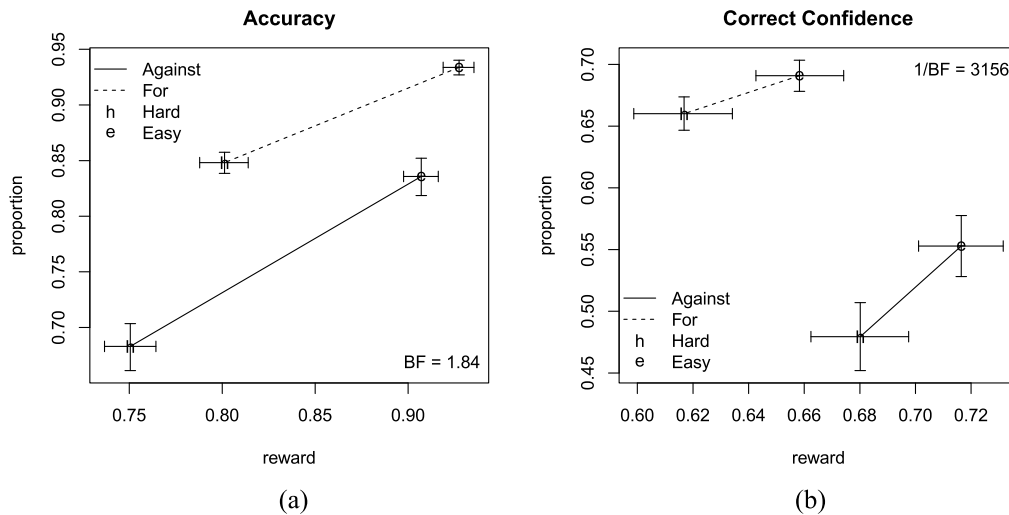 Accuracy
proportion
0.95
0.90
0.85
0.80
0.75
0.70
Against
For
h Hard
e Easy
h
e
h
e
BF = 1.84
0.75 0.80 0.85 0.90
reward
(a)
Correct Confidence
proportion
0.70
0.65
0.60
0.55
0.50
0.45
1/BF = 3156
h
e
h
e
Against
For
h Hard
e Easy
0.60 0.62 0.64 0.66 0.68 0.70 0.72
reward
(b)